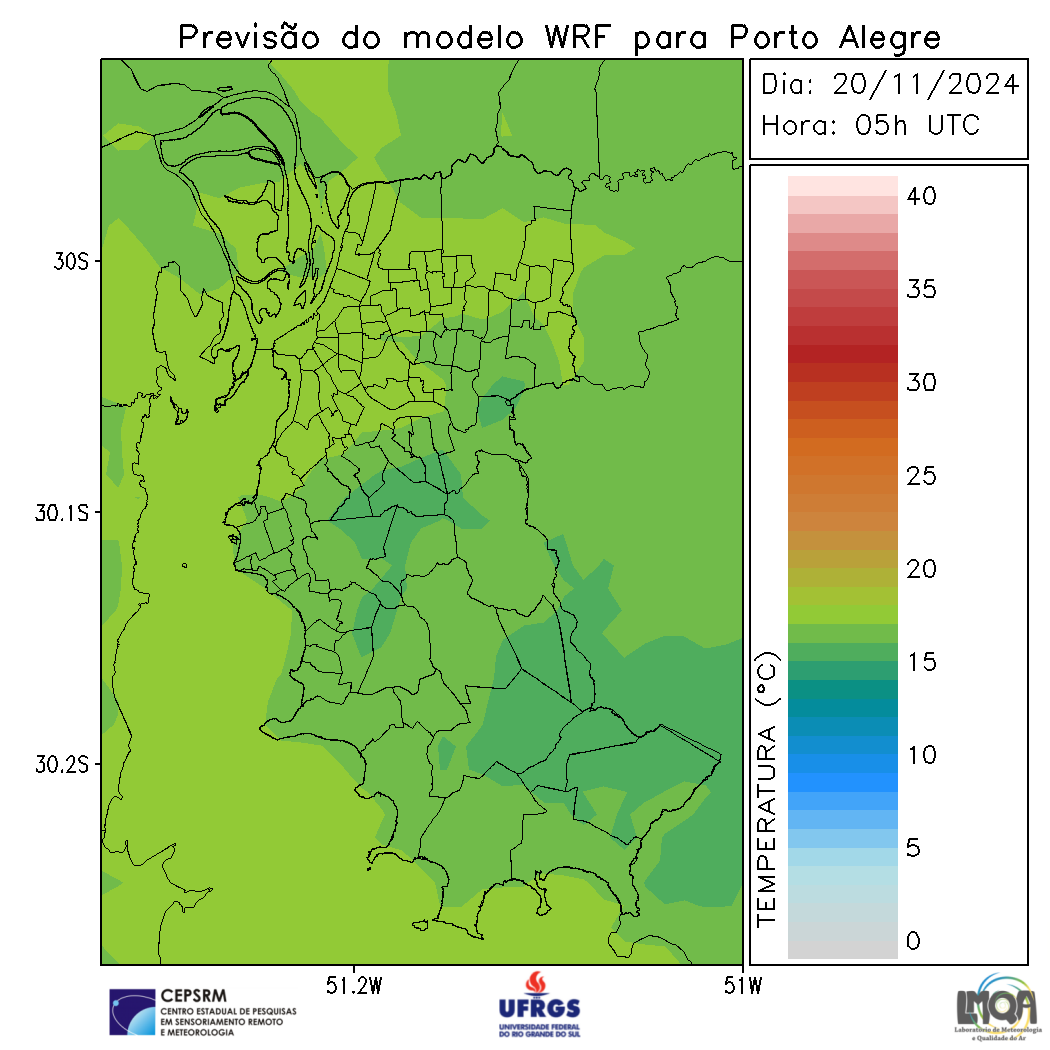 Previsão do modelo WRF para Porto Alegre
Dia: 20/11/2024
Hora: 05h UTC
30S
30.1S
30.2S
51.2W
51W
TEMPERATURA (°C)
40
35
30
25
20
15
10
5
0
CEPSRM
CENTRO ESTADUAL DE PESQUISAS
EM SENSORIAMENTO REMOTO
E METEOROLOGIA
UFRGS
UNIVERSIDADE FEDERAL
DO RIO GRANDE DO SUL
LMQA
Laboratório de Meteorologia
e Qualidade do Ar